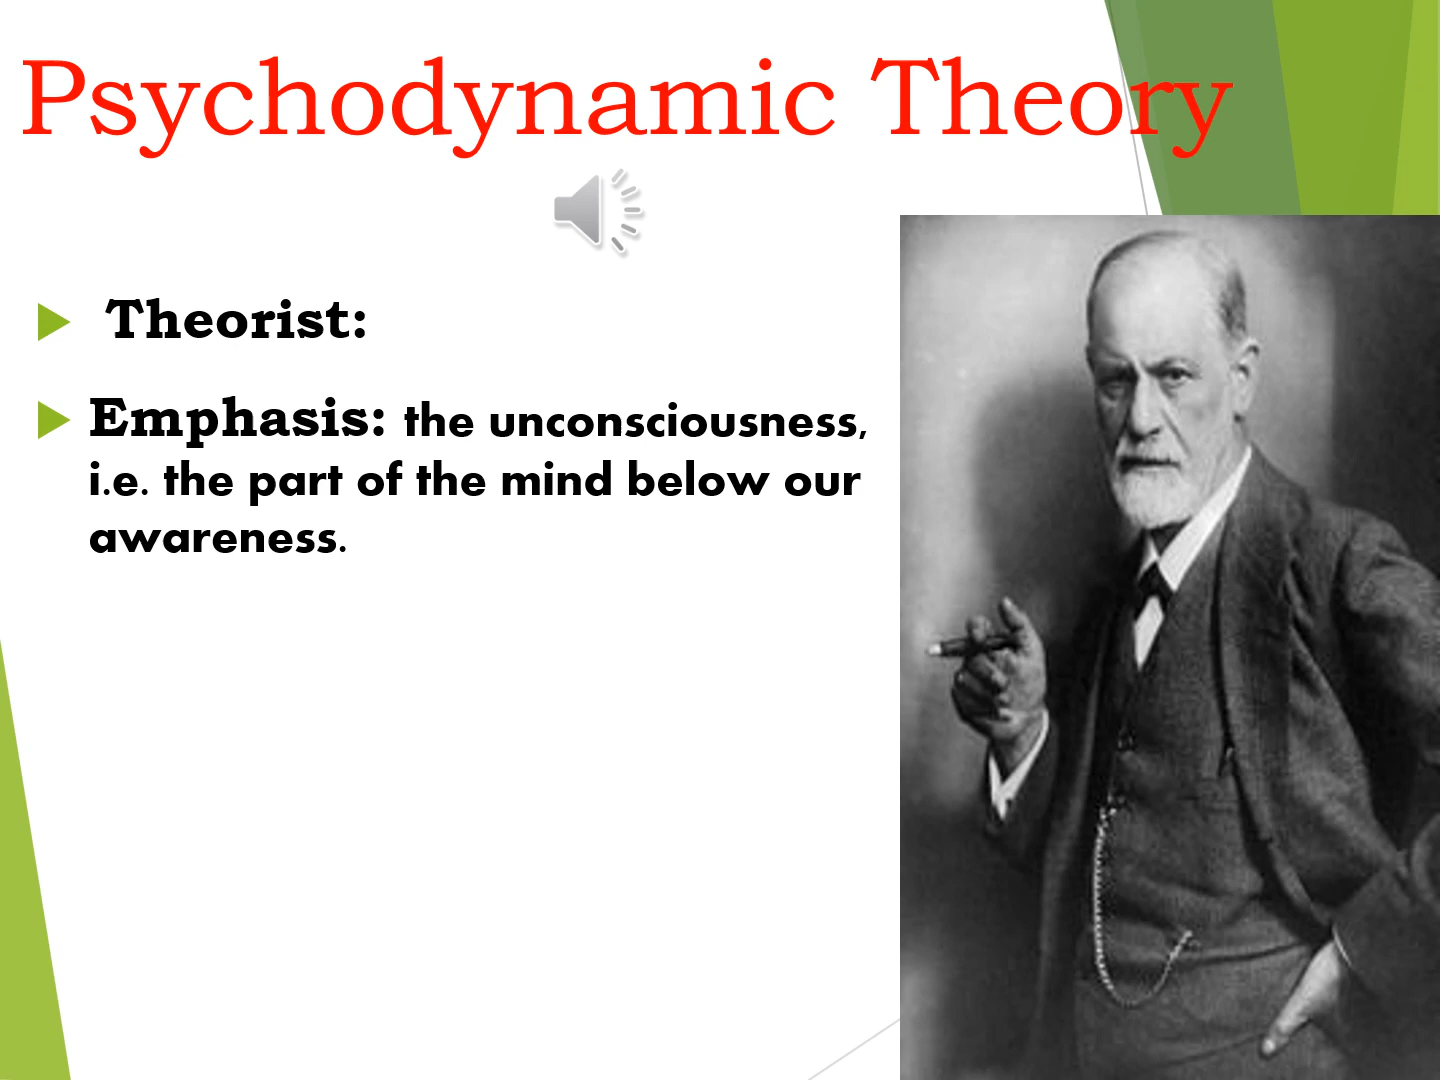 Psychodynamic Theory
Theorist:
Emphasis: the unconsciousness,
i.e. the part of the mind below our
awareness.